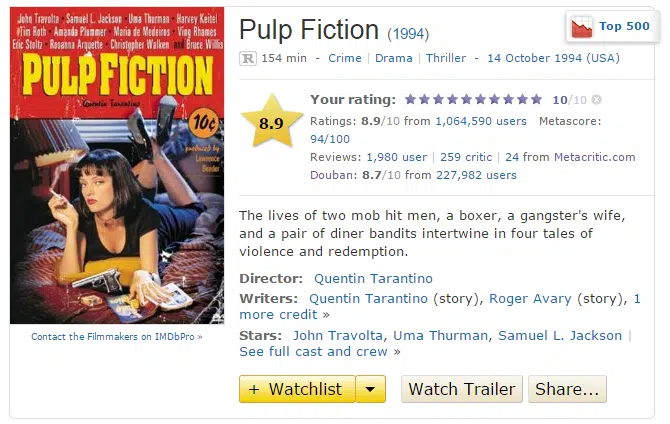 John Travolta • Samuel L. Jackson • Uma Thurman • Harvey Keitel
Tim Roth • Amanda Plummer • Maria de Medeiros • Ving Rhames
Eric Stoltz • Rosanna Arquette • Christopher Walken and Bruce Willis
PULP FICTION
Quentin Tarantino
10¢
produced by
Lawrence
Bender
Contact the Filmmakers on IMDbPro »
Pulp Fiction (1994)
Top 500
R 154 min - Crime | Drama | Thriller - 14 October 1994 (USA)
8.9
Your rating: 10/10
Ratings: 8.9/10 from 1,064,590 users Metascore:
94/100
Reviews: 1,980 user | 259 critic | 24 from Metacritic.com
Douban: 8.7/10 from 227,982 users
The lives of two mob hit men, a boxer, a gangster's wife,
and a pair of diner bandits intertwine in four tales of
violence and redemption.
Director: Quentin Tarantino
Writers: Quentin Tarantino (story), Roger Avary (story), 1
more credit »
Stars: John Travolta, Uma Thurman, Samuel L. Jackson |
See full cast and crew »
+ Watchlist
Watch Trailer
Share...